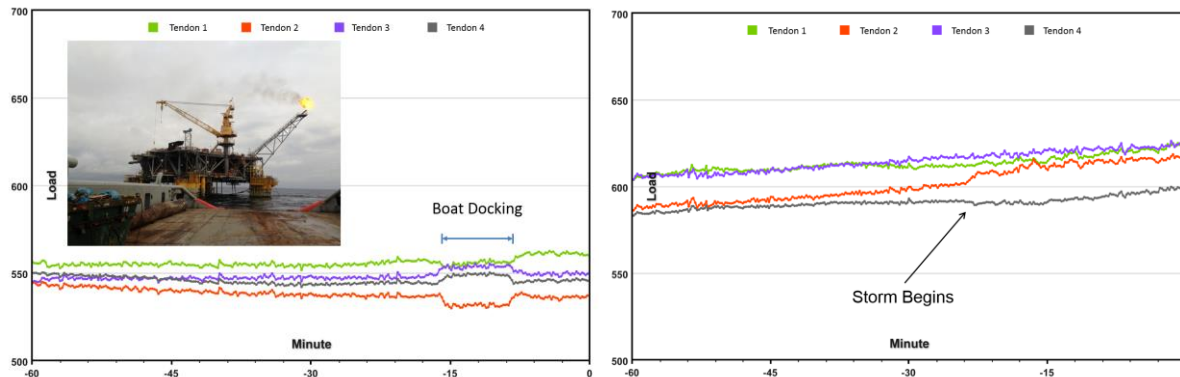 700
Tendon 1 Tendon 2 Tendon 3 Tendon 4
650
600
Load
Boat Docking
550
Minute
500
-60 -45 -30 -15 0
700
Tendon 1 Tendon 2 Tendon 3 Tendon 4
650
600
Load
550
Storm Begins
Minute
500
-60 -45 -30 -15